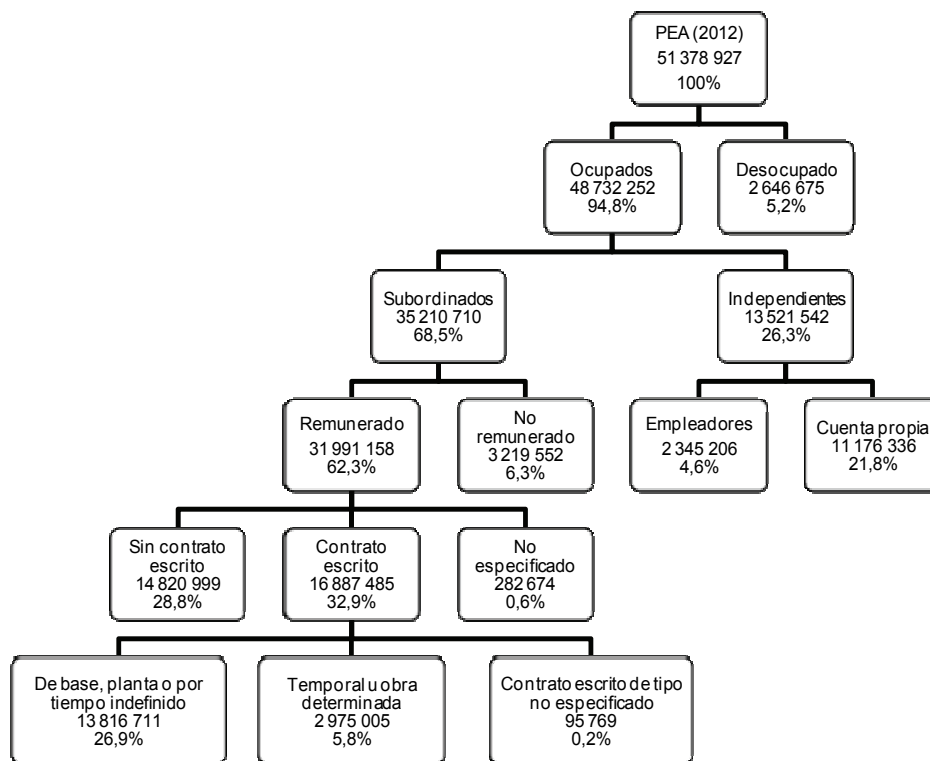 PEA (2012)
51 378 927
100%
Ocupados
48 732 252
94,8%
Desocupado
2 646 675
5,2%
Subordinados
35 210 710
68,5%
Independientes
13 521 542
26,3%
Remunerado
31 991 158
62,3%
No
remunerado
3 219 552
6,3%
Empleadores
2 345 206
4,6%
Cuenta propia
11 176 336
21,8%
Sin contrato
escrito
14 820 999
28,8%
Contrato
escrito
16 887 485
32,9%
No
especificado
282 674
0,6%
De base, planta o por
tiempo indefinido
13 816 711
26,9%
Temporal u obra
determinada
2 975 005
5,8%
Contrato escrito de tipo
no especificado
95 769
0,2%